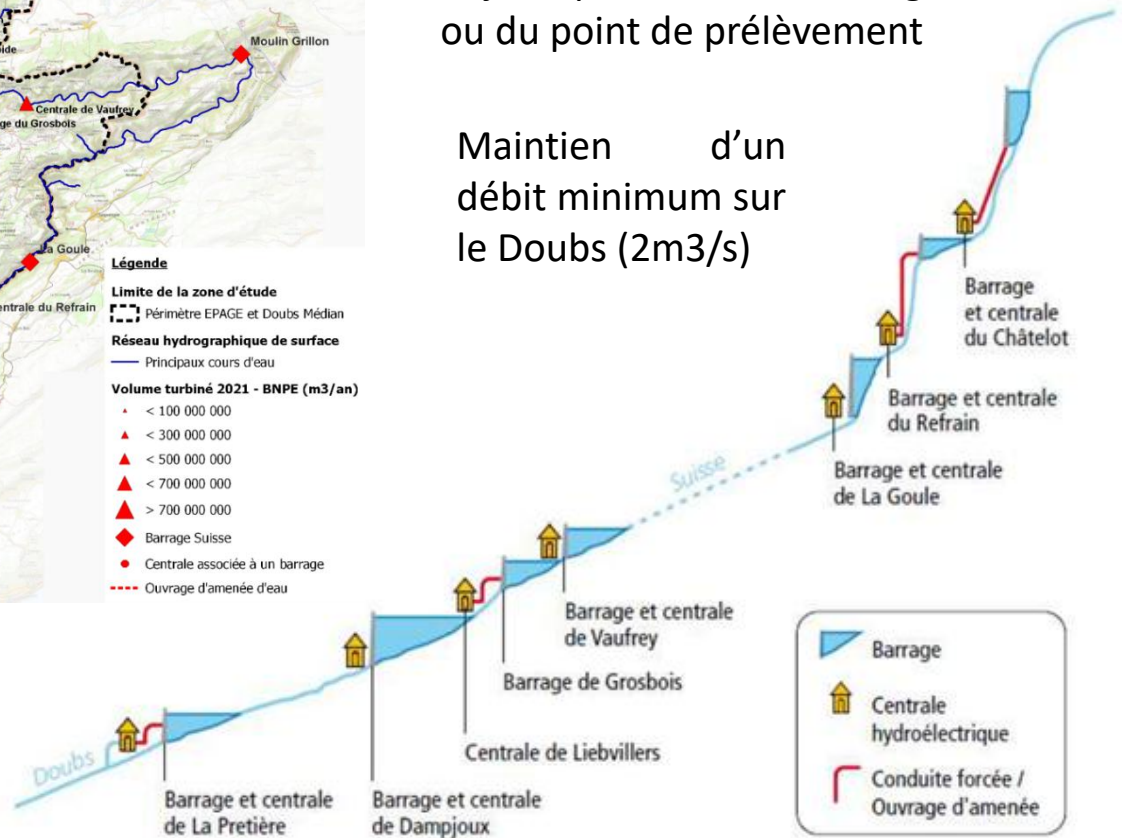 ou du point de prélèvement
Maintien d'un
débit minimum sur
le Doubs (2m3/s)
Moulin Grillon
Centrale de Vaufrey
ge du Grosbois
La Goule
entrale du Refrain
Légende
Limite de la zone d'étude
Périmètre EPAGE et Doubs Médian
Réseau hydrographique de surface
Principaux cours d'eau
Volume turbiné 2021 - BNPE (m3/an)
< 100 000 000
< 300 000 000
< 500 000 000
< 700 000 000
> 700 000 000
Barrage Suisse
Centrale associée à un barrage
Ouvrage d'amenée d'eau
Barrage
et centrale
du Châtelot
Barrage et centrale
du Refrain
Barrage et centrale
de La Goule
Suisse
Barrage et centrale
de Vaufrey
Barrage de Grosbois
Centrale de Liebvillers
Doubs
Barrage et centrale
de La Pretière
Barrage et centrale
de Dampjoux
Barrage
Centrale
hydroélectrique
Conduite forcée /
Ouvrage d'amenée